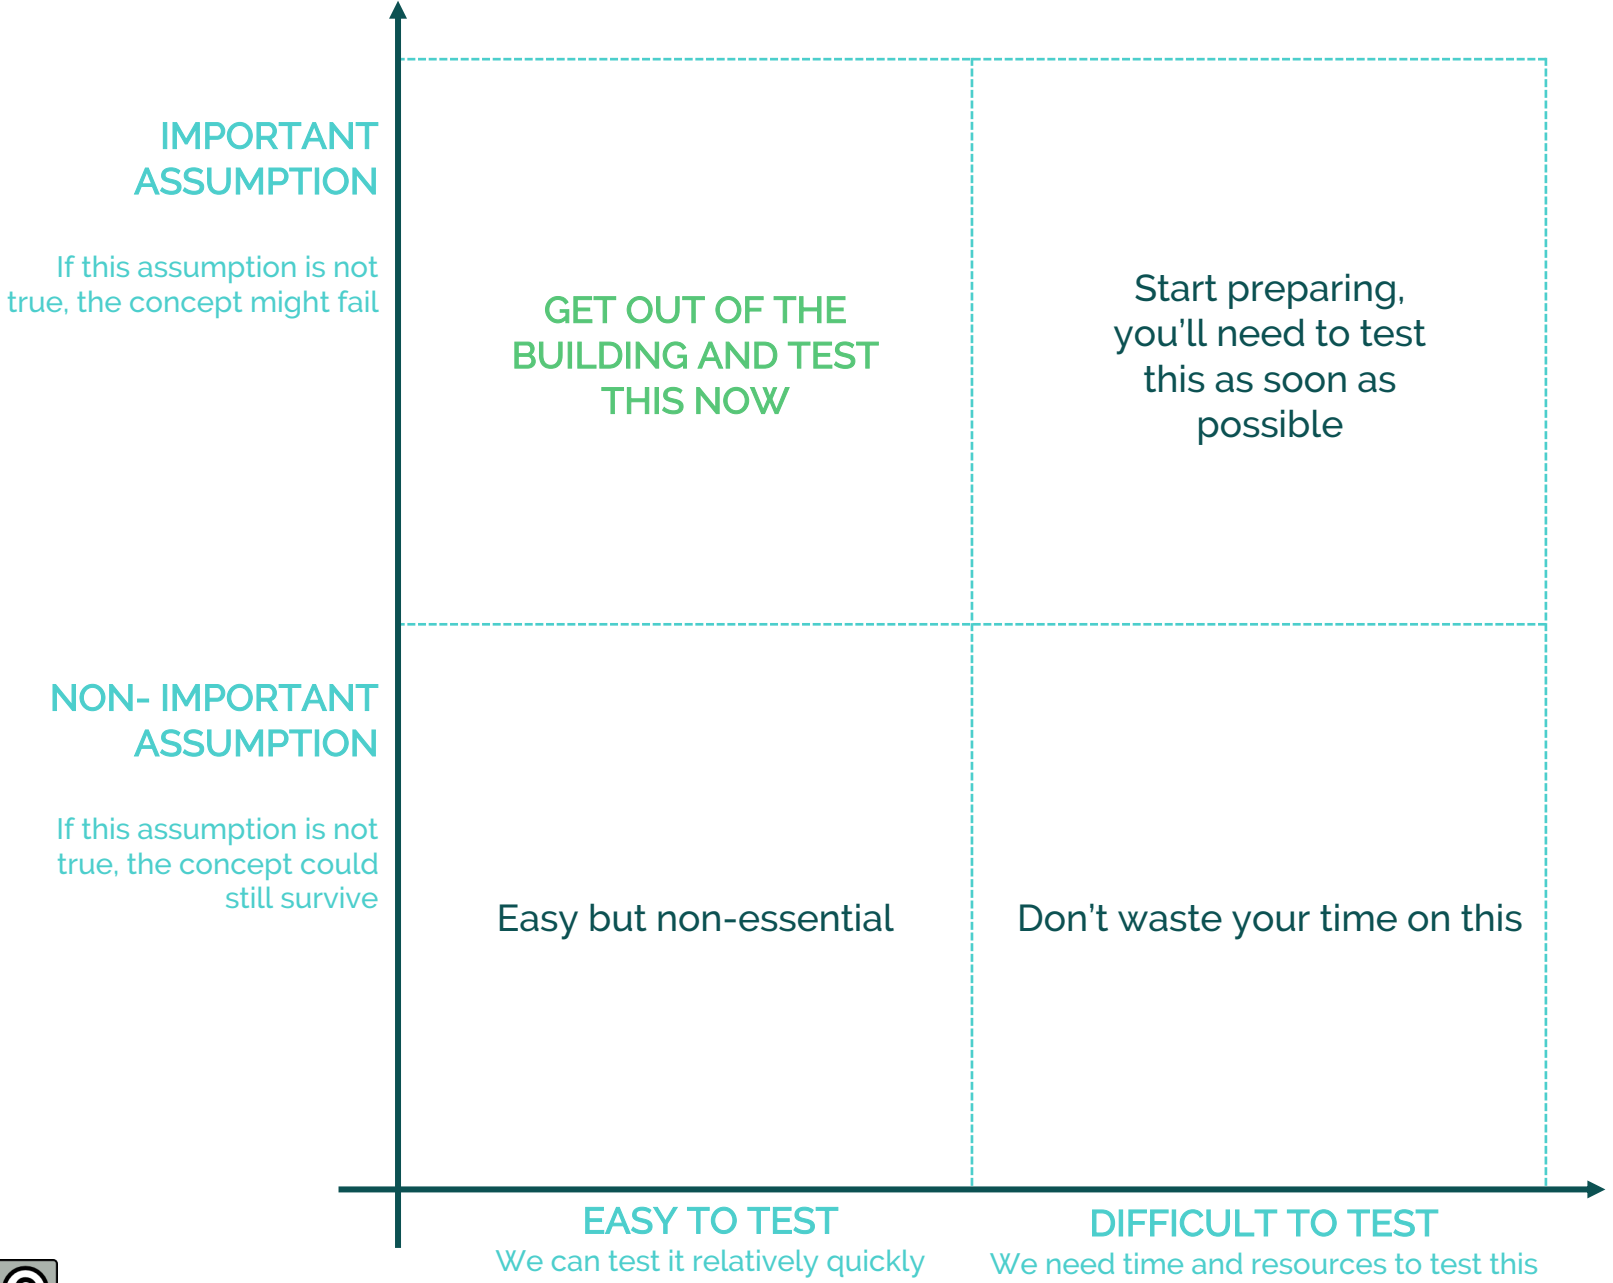 IMPORTANT
ASSUMPTION
If this assumption is not
true, the concept might fail
GET OUT OF THE
BUILDING AND TEST
THIS NOW
Start preparing,
you’ll need to test
this as soon as
possible
NON- IMPORTANT
ASSUMPTION
If this assumption is not
true, the concept could
still survive
Easy but non-essential
Don’t waste your time on this
EASY TO TEST
We can test it relatively quickly
DIFFICULT TO TEST
We need time and resources to test this